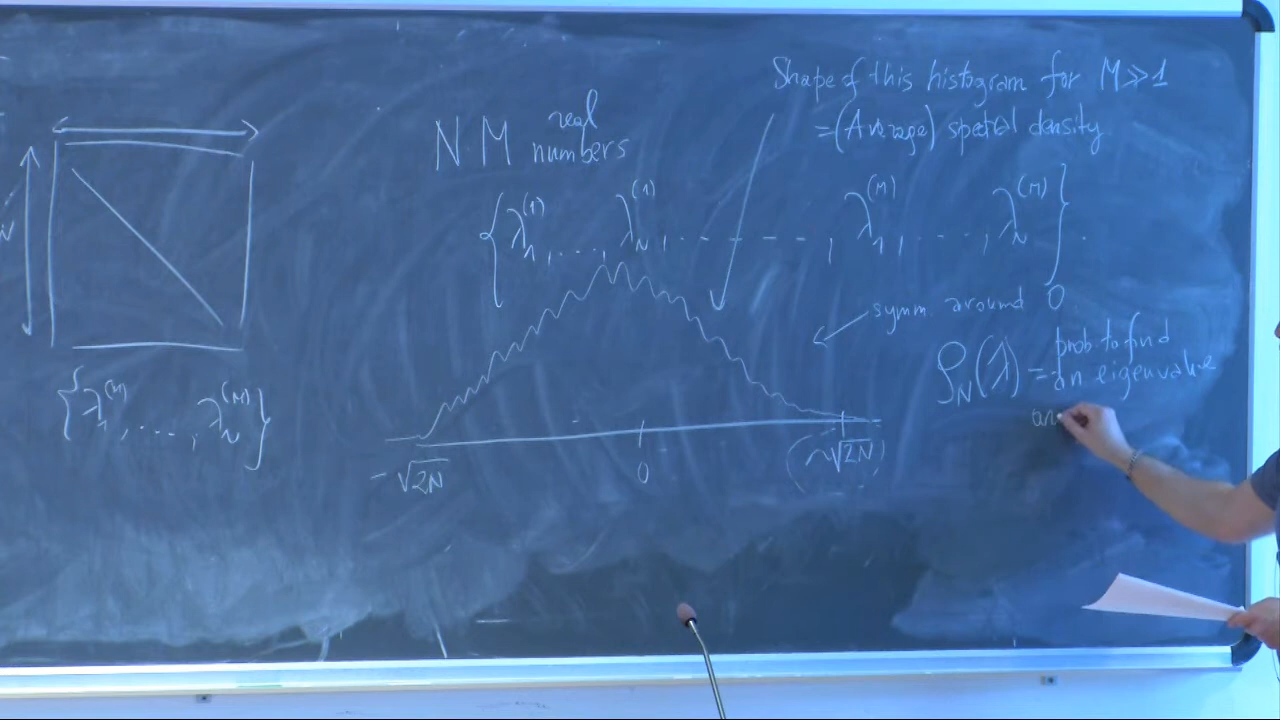 N
{λ₁⁽ᴹ⁾, ..., λ_N⁽ᴹ⁾}
N M real numbers
Shape of this histogram for M ≫ 1
= (Average) spectral density
{λ₁⁽¹⁾, ..., λ_N⁽¹⁾, - - - - - - , λ₁⁽ᴹ⁾, ..., λ_N⁽ᴹ⁾}.
symm. around 0
ρ_N(λ) = prob to find
an eigenvalue
-√2N
0
(~√2N)